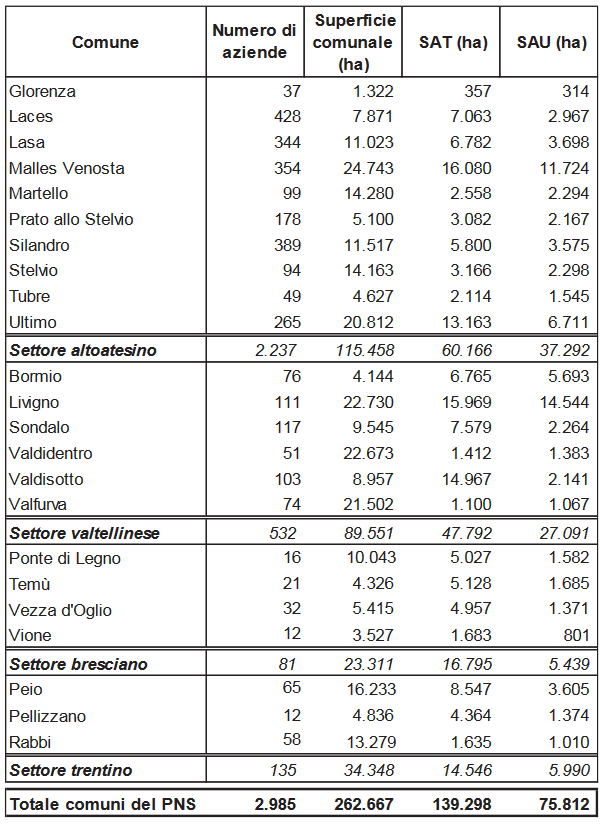 Comune Numero di aziende Superficie comunale (ha) SAT (ha) SAU (ha)
Glorenza 37 1.322 357 314
Laces 428 7.871 7.063 2.967
Lasa 344 11.023 6.782 3.698
Malles Venosta 354 24.743 16.080 11.724
Martello 99 14.280 2.558 2.294
Prato allo Stelvio 178 5.100 3.082 2.167
Silandro 389 11.517 5.800 3.575
Stelvio 94 14.163 3.166 2.298
Tubre 49 4.627 2.114 1.545
Ultimo 265 20.812 13.163 6.711
Settore altoatesino 2.237 115.458 60.166 37.292
Bormio 76 4.144 6.765 5.693
Livigno 111 22.730 15.969 14.544
Sondalo 117 9.545 7.579 2.264
Valdidentro 51 22.673 1.412 1.383
Valdisotto 103 8.957 14.967 2.141
Valfurva 74 21.502 1.100 1.067
Settore valtellinese 532 89.551 47.792 27.091
Ponte di Legno 16 10.043 5.027 1.582
Temù 21 4.326 5.128 1.685
Vezza d'Oglio 32 5.415 4.957 1.371
Vione 12 3.527 1.683 801
Settore bresciano 81 23.311 16.795 5.439
Peio 65 16.233 8.547 3.605
Pellizzano 12 4.836 4.364 1.374
Rabbi 58 13.279 1.635 1.010
Settore trentino 135 34.348 14.546 5.990
Totale comuni del PNS 2.985 262.667 139.298 75.812